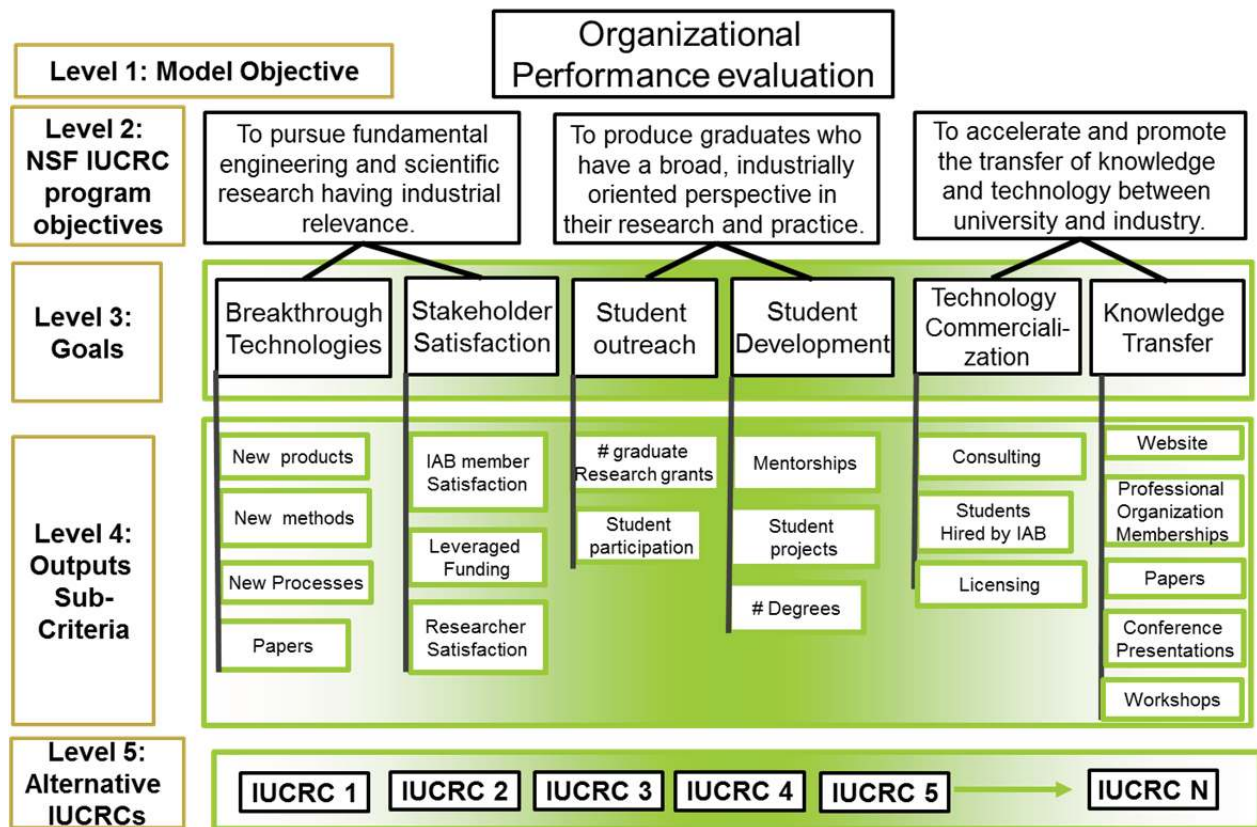 Organizational
Performance evaluation
Level 1: Model Objective
Level 2:
NSF IUCRC
program
objectives
To pursue fundamental
engineering and scientific
research having industrial
relevance.
To produce graduates who
have a broad, industrially
oriented perspective in
their research and practice.
To accelerate and promote
the transfer of knowledge
and technology between
university and industry.
Level 3:
Goals
Breakthrough
Technologies
Stakeholder
Satisfaction
Student
outreach
Student
Development
Technology
Commerciali-
zation
Knowledge
Transfer
Level 4:
Outputs
Sub-
Criteria
New products
New methods
New Processes
Papers
IAB member
Satisfaction
Leveraged
Funding
Researcher
Satisfaction
# graduate
Research grants
Student
participation
Mentorships
Student
projects
# Degrees
Consulting
Students
Hired by IAB
Licensing
Website
Professional
Organization
Memberships
Papers
Conference
Presentations
Workshops
Level 5:
Alternative
IUCRCs
IUCRC 1
IUCRC 2
IUCRC 3
IUCRC 4
IUCRC 5
IUCRC N